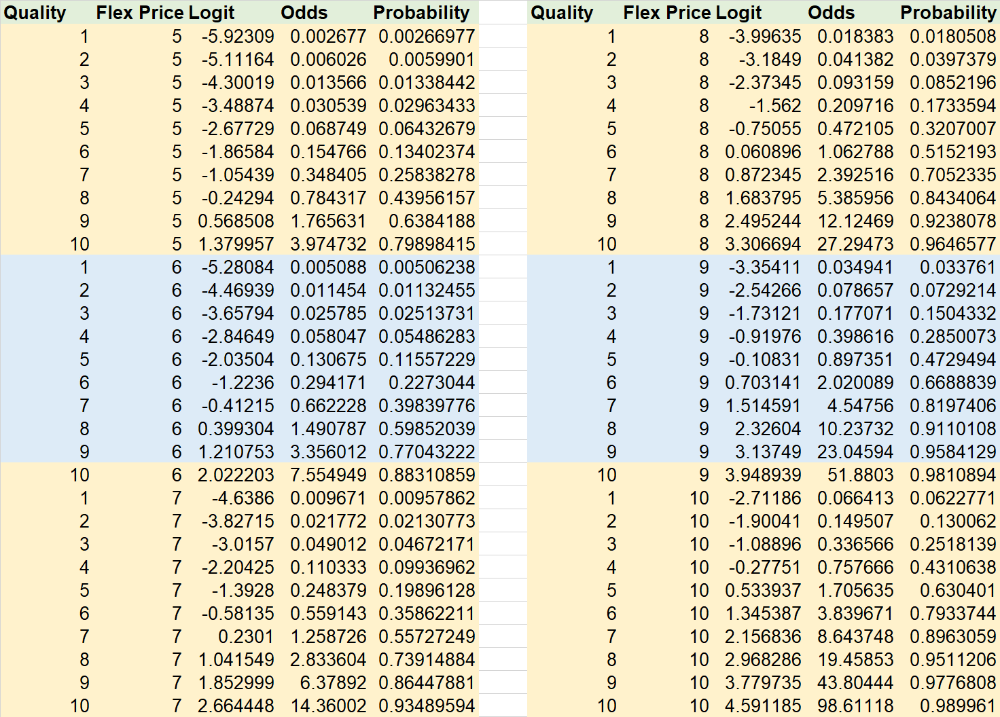 Quality Flex Price Logit Odds Probability Quality Flex Price Logit Odds Probability
1 5 -5.92309 0.002677 0.00266977 1 8 -3.99635 0.018383 0.0180508
2 5 -5.11164 0.006026 0.0059901 2 8 -3.1849 0.041382 0.0397379
3 5 -4.30019 0.013566 0.01338442 3 8 -2.37345 0.093159 0.0852196
4 5 -3.48874 0.030539 0.02963433 4 8 -1.562 0.209716 0.1733594
5 5 -2.67729 0.068749 0.06432679 5 8 -0.75055 0.472105 0.3207007
6 5 -1.86584 0.154766 0.13402374 6 8 0.060896 1.062788 0.5152193
7 5 -1.05439 0.348405 0.25838278 7 8 0.872345 2.392516 0.7052335
8 5 -0.24294 0.784317 0.43956157 8 8 1.683795 5.385956 0.8434064
9 5 0.568508 1.765631 0.6384188 9 8 2.495244 12.12469 0.9238078
10 5 1.379957 3.974732 0.79898415 10 8 3.306694 27.29473 0.9646577
1 6 -5.28084 0.005088 0.00506238 1 9 -3.35411 0.034941 0.033761
2 6 -4.46939 0.011454 0.01132455 2 9 -2.54266 0.078657 0.0729214
3 6 -3.65794 0.025785 0.02513731 3 9 -1.73121 0.177071 0.1504332
4 6 -2.84649 0.058047 0.05486283 4 9 -0.91976 0.398616 0.2850073
5 6 -2.03504 0.130675 0.11557229 5 9 -0.10831 0.897351 0.4729494
6 6 -1.2236 0.294171 0.2273044 6 9 0.703141 2.020089 0.6688839
7 6 -0.41215 0.662228 0.39839776 7 9 1.514591 4.54756 0.8197406
8 6 0.399304 1.490787 0.59852039 8 9 2.32604 10.23732 0.9110108
9 6 1.210753 3.356012 0.77043222 9 9 3.13749 23.04594 0.9584129
10 6 2.022203 7.554949 0.88310859 10 9 3.948939 51.8803 0.9810894
1 7 -4.6386 0.009671 0.00957862 1 10 -2.71186 0.066413 0.0622771
2 7 -3.82715 0.021772 0.02130773 2 10 -1.90041 0.149507 0.130062
3 7 -3.0157 0.049012 0.04672171 3 10 -1.08896 0.336566 0.2518139
4 7 -2.20425 0.110333 0.09936962 4 10 -0.27751 0.757666 0.4310638
5 7 -1.3928 0.248379 0.19896128 5 10 0.533937 1.705635 0.630401
6 7 -0.58135 0.559143 0.35862211 6 10 1.345387 3.839671 0.7933744
7 7 0.2301 1.258726 0.55727249 7 10 2.156836 8.643748 0.8963059
8 7 1.041549 2.833604 0.73914884 8 10 2.968286 19.45853 0.9511206
9 7 1.852999 6.37892 0.86447881 9 10 3.779735 43.80444 0.9776808
10 7 2.664448 14.36002 0.93489594 10 10 4.591185 98.61118 0.989961